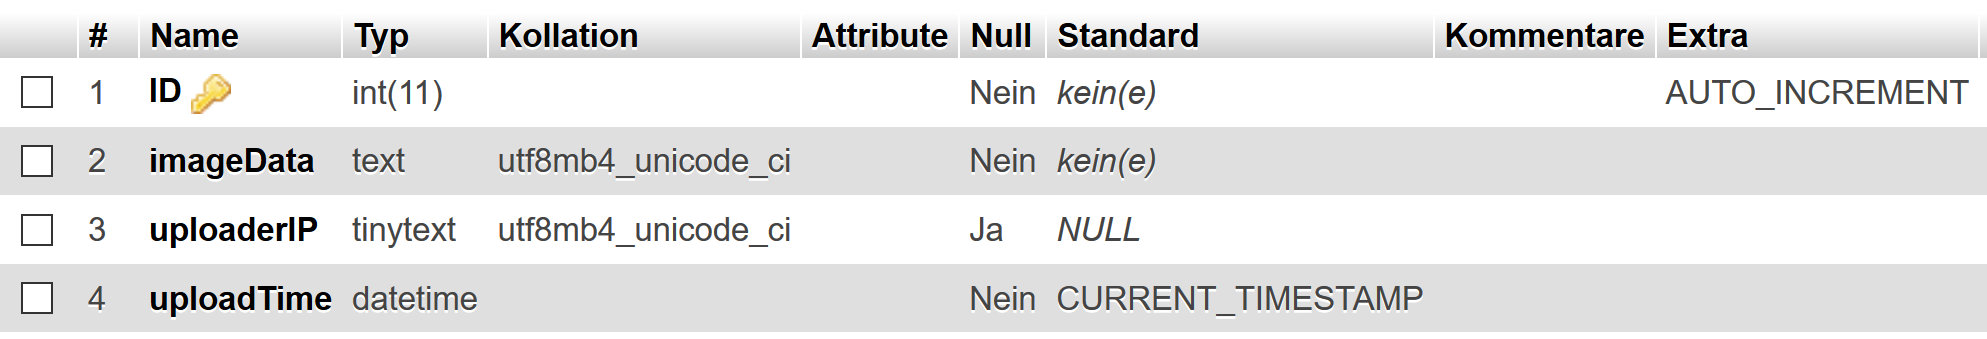 # Name Typ Kollation Attribute Null Standard Kommentare Extra
1 ID int(11) Nein kein(e) AUTO_INCREMENT
2 imageData text utf8mb4_unicode_ci Nein kein(e)
3 uploaderIP tinytext utf8mb4_unicode_ci Ja NULL
4 uploadTime datetime Nein CURRENT_TIMESTAMP